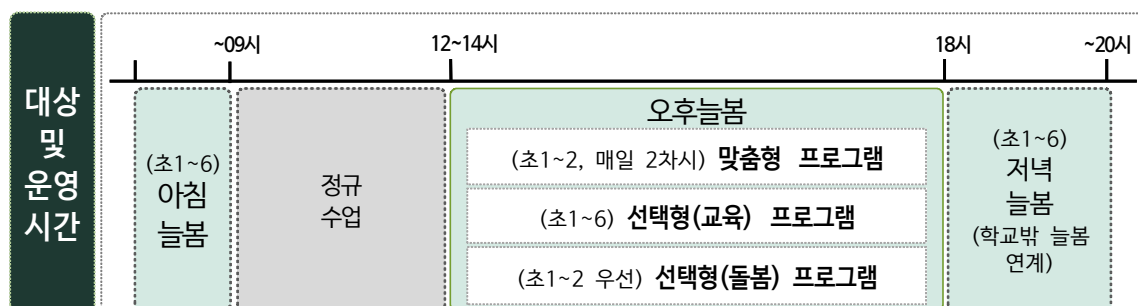 대상
및
운영
시간
~09시
12~14시
18시
~20시
(초1~6)
아침
늘봄
정규
수업
오후늘봄
(초1~2, 매일 2차시) 맞춤형 프로그램
(초1~6) 선택형(교육) 프로그램
(초1~2 우선) 선택형(돌봄) 프로그램
(초1~6)
저녁
늘봄
(학교밖 늘봄
연계)